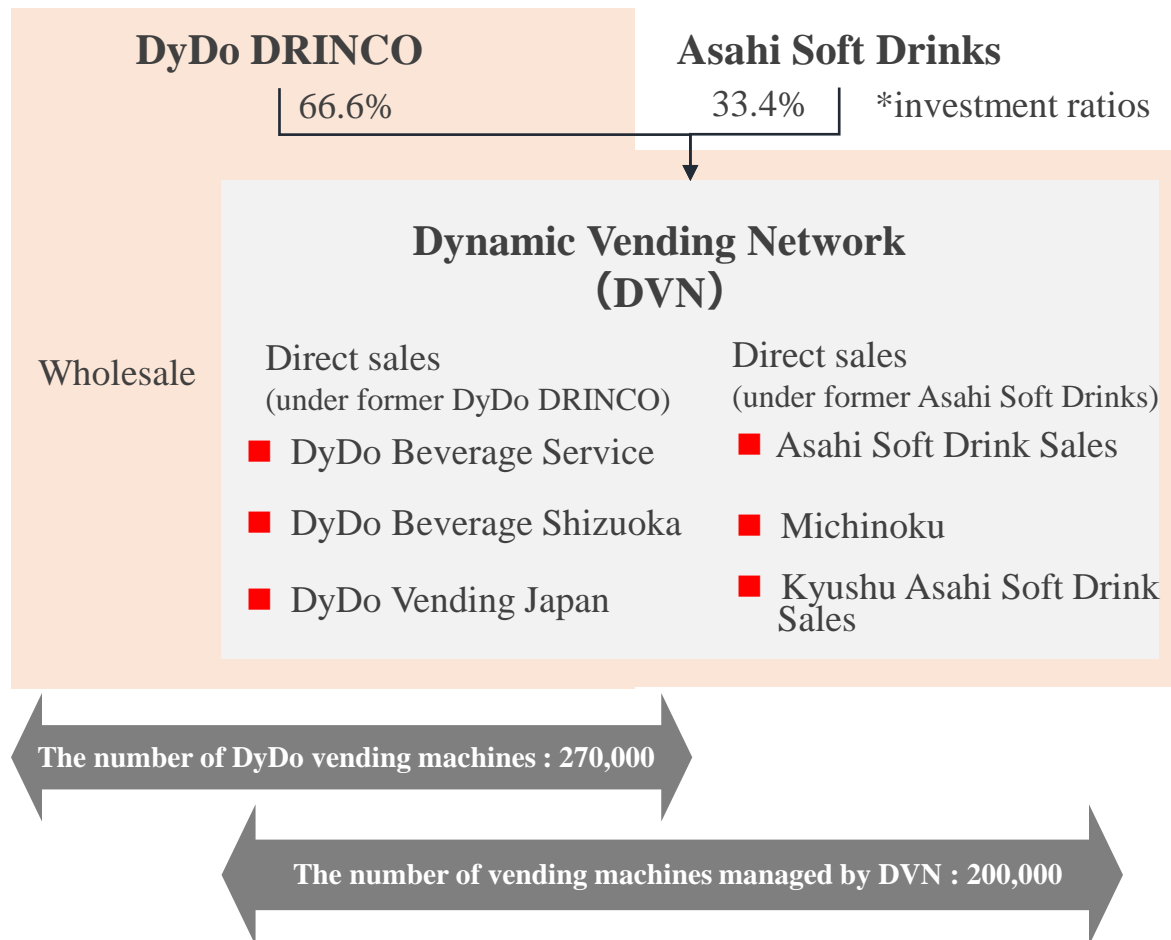 DyDo DRINCO
Asahi Soft Drinks
66.6%
33.4%
*investment ratios
Dynamic Vending Network
（DVN）
Wholesale
Direct sales
(under former DyDo DRINCO)
■ DyDo Beverage Service
■ DyDo Beverage Shizuoka
■ DyDo Vending Japan
Direct sales
(under former Asahi Soft Drinks)
■ Asahi Soft Drink Sales
■ Michinoku
■ Kyushu Asahi Soft Drink
Sales
The number of DyDo vending machines : 270,000
The number of vending machines managed by DVN : 200,000